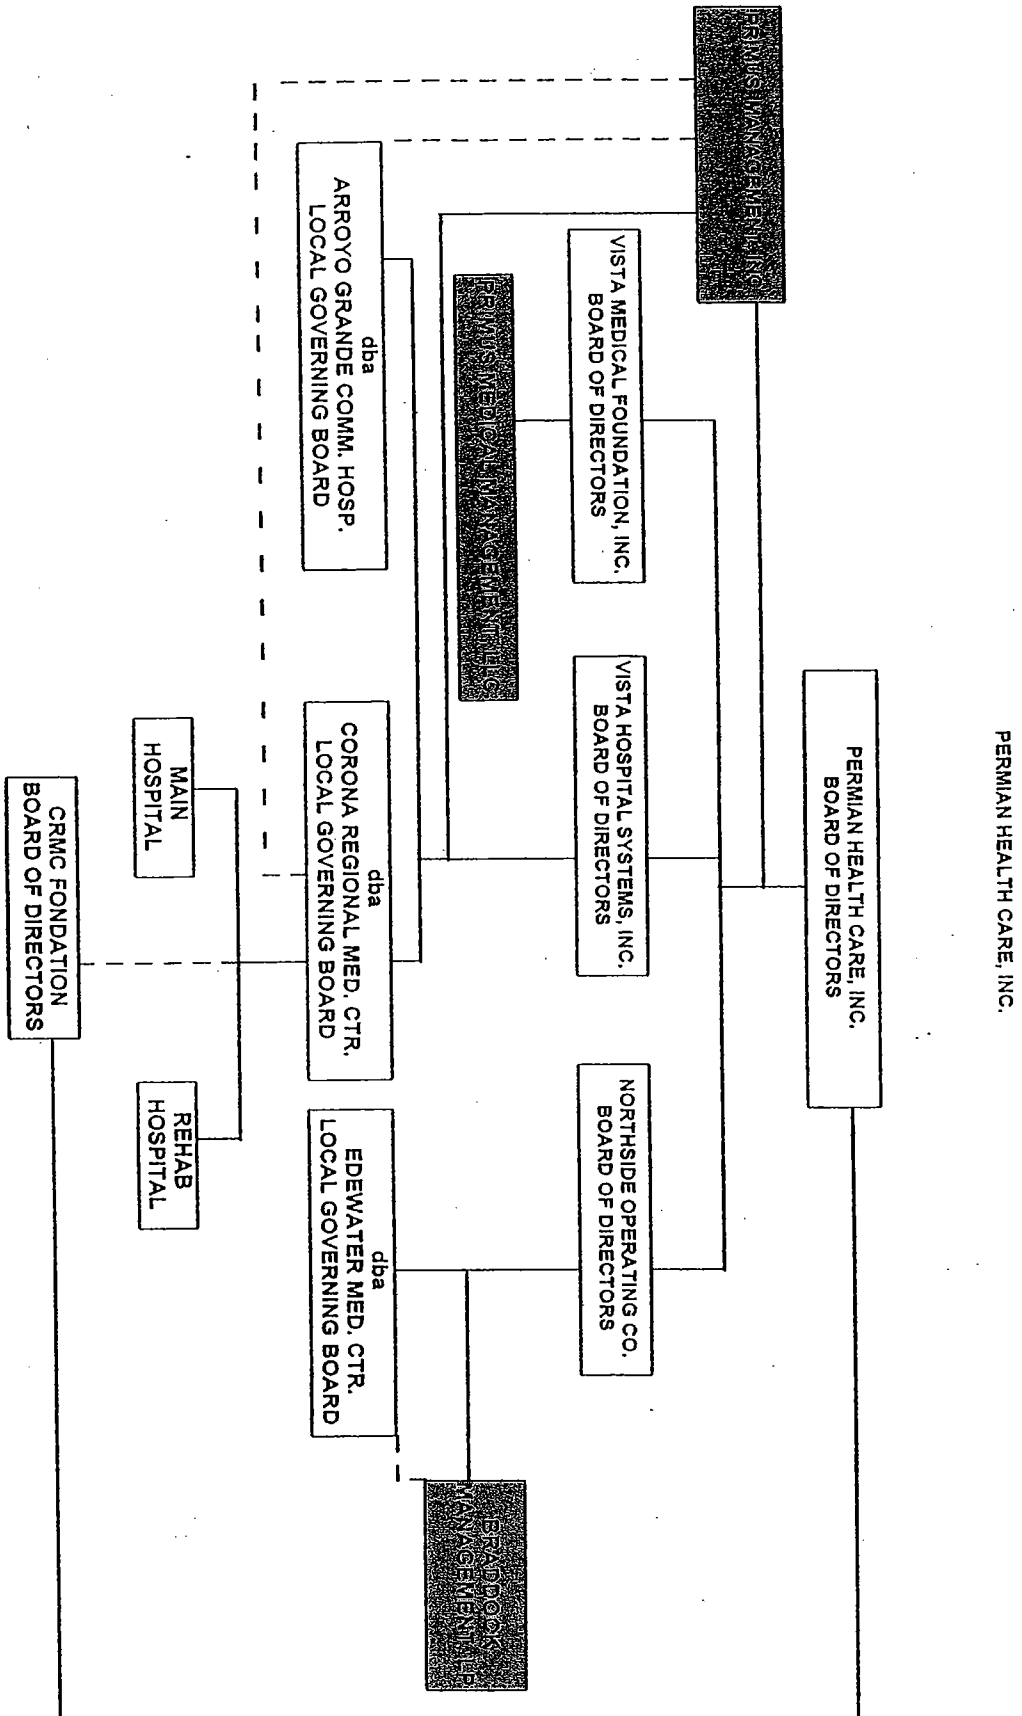 PERMIAN HEALTH CARE, INC.
PERMIAN HEALTH CARE, INC.
BOARD OF DIRECTORS
PRIMUS MANAGEMENT, INC.
VISTA MEDICAL FOUNDATION, INC.
BOARD OF DIRECTORS
VISTA HOSPITAL SYSTEMS, INC.
BOARD OF DIRECTORS
NORTHSIDE OPERATING CO.
BOARD OF DIRECTORS
PRIMUS MEDICAL MANAGEMENT, LLC
BRADDOCK
MANAGEMENT, LP
dba
ARROYO GRANDE COMM. HOSP.
LOCAL GOVERNING BOARD
dba
CORONA REGIONAL MED. CTR.
LOCAL GOVERNING BOARD
dba
EDEWATER MED. CTR.
LOCAL GOVERNING BOARD
MAIN
HOSPITAL
REHAB
HOSPITAL
CRMC FONDATION
BOARD OF DIRECTORS